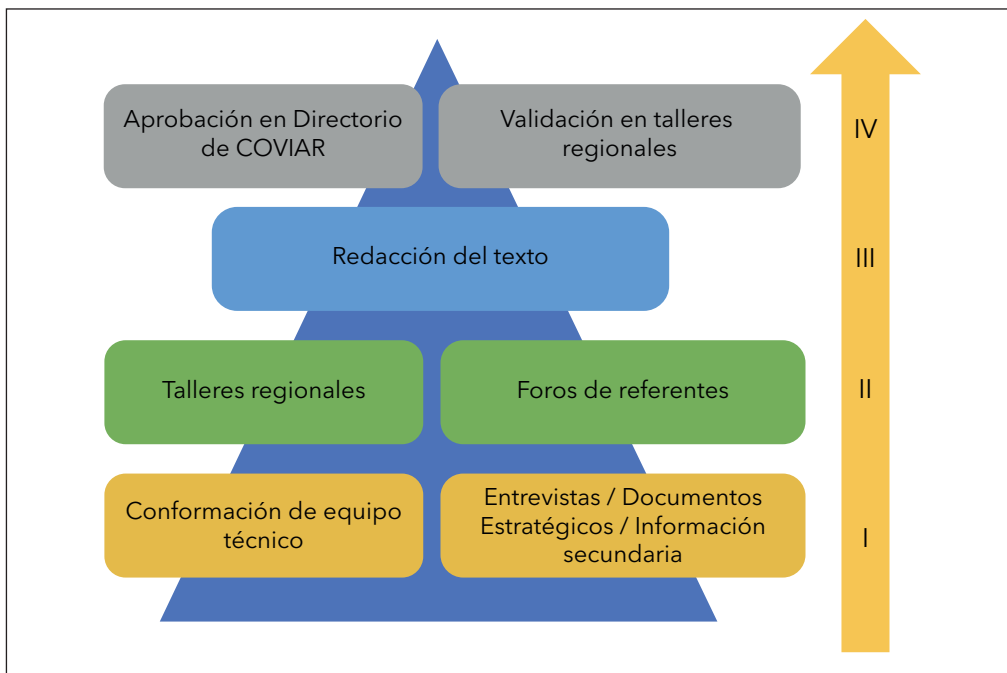 Aprobación en Directorio
de COVIAR
Validación en talleres
regionales
IV
Redacción del texto
III
Talleres regionales
Foros de referentes
II
Conformación de equipo
técnico
Entrevistas / Documentos
Estratégicos / Información
secundaria
I